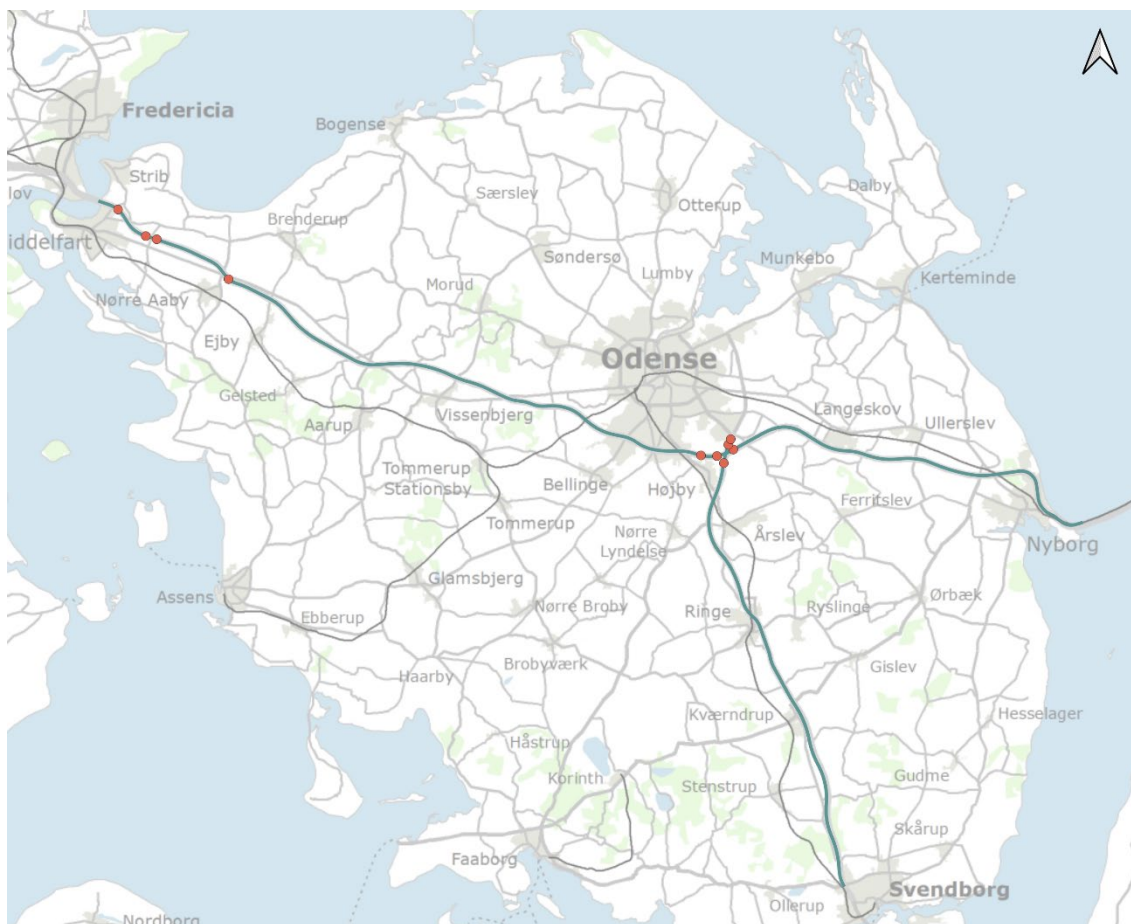 Fredericia
Bogense
Strib
Særslev
Dalby
lov
Otterup
Brenderup
iddelfart
Søndersø
Munkebo
Lumby
Kerteminde
Morud
Nørre Aaby
Ejby
Odense
Gelsted
Vissenbjerg
Langeskov
Ullerslev
Aarup
Tommerup
Stationsby
Bellinge
Højby
Ferritslev
Tommerup
Nørre
Lyndelse
Årslev
Nyborg
Glamsbjerg
Assens
Nørre Broby
Ringe
Ryslinge
Ørbæk
Ebberup
Brobyværk
Gislev
Haarby
Kværndrup
Hesselager
Håstrup
Korinth
Stenstrup
Gudme
Skårup
Faaborg
Svendborg
Ollerup
Nordborg